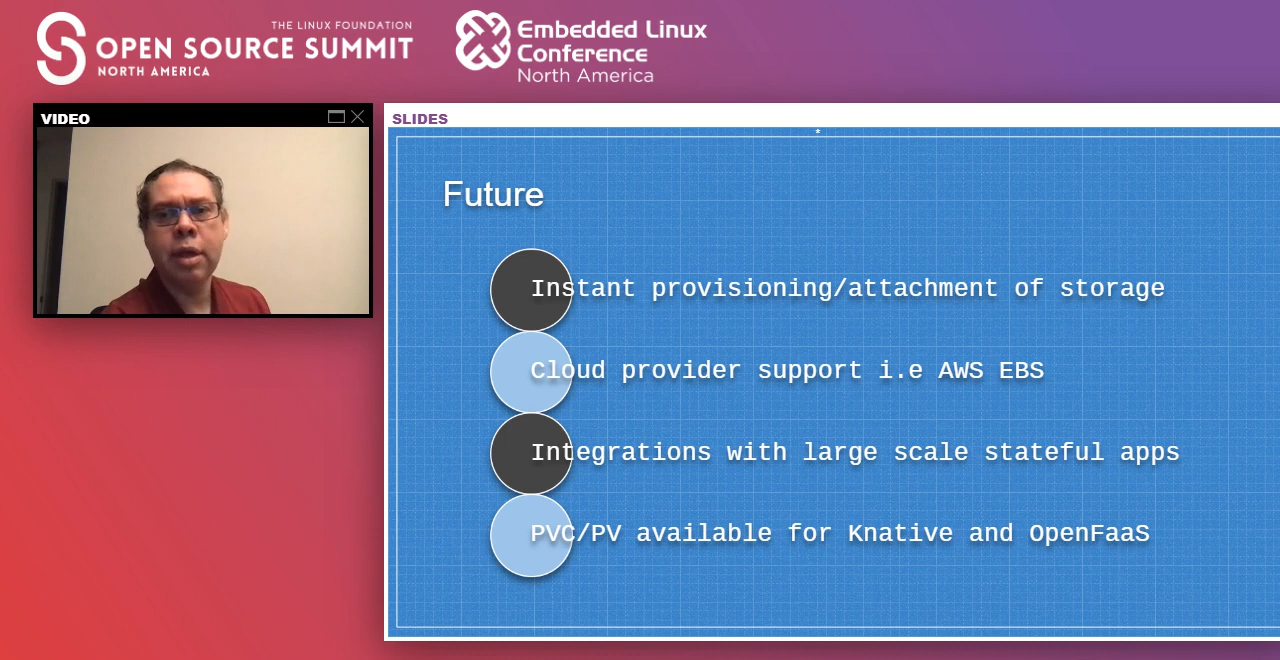 THE LINUX FOUNDATION
OPEN SOURCE SUMMIT
NORTH AMERICA
Embedded Linux
Conference
North America
VIDEO
SLIDES
*
Future
Instant provisioning/attachment of storage
Cloud provider support i.e AWS EBS
Integrations with large scale stateful apps
PVC/PV available for Knative and OpenFaaS